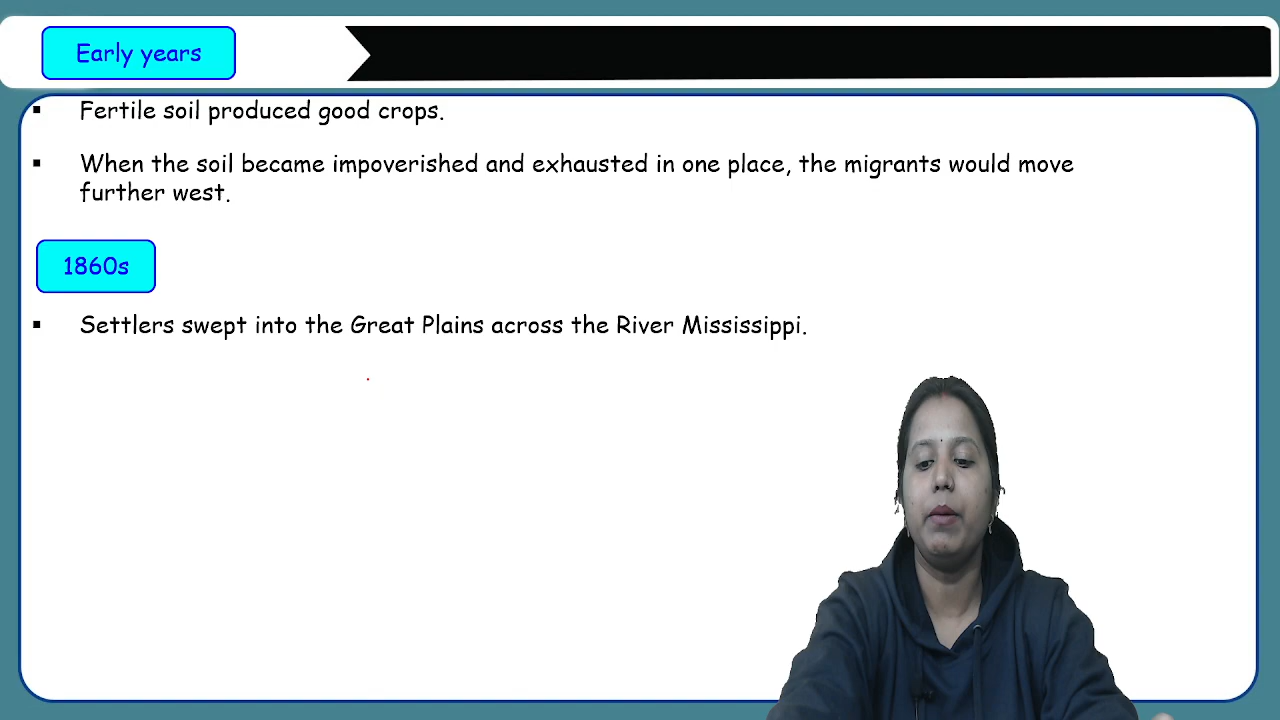 Early years
Fertile soil produced good crops.
When the soil became impoverished and exhausted in one place, the migrants would move
further west.
1860s
Settlers swept into the Great Plains across the River Mississippi.